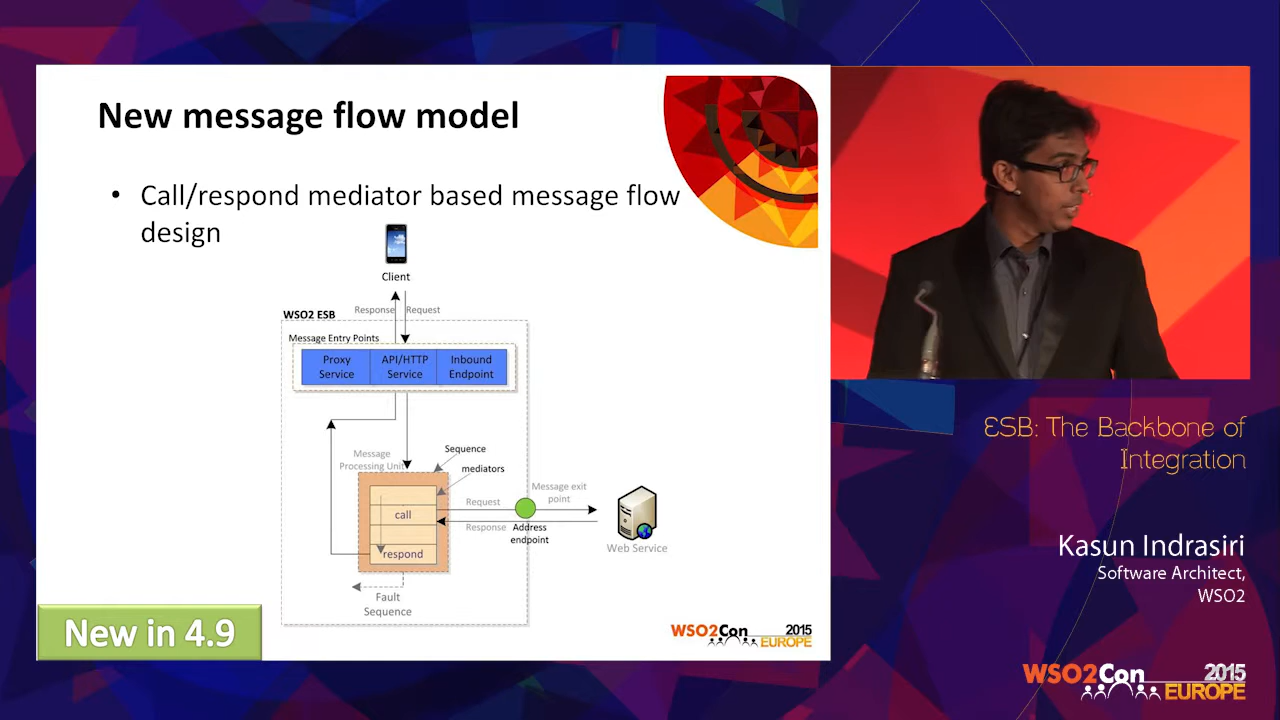 New message flow model
• Call/respond mediator based message flow
design
Client
Response
Request
WSO2 ESB
Message Entry Points
Proxy
Service
API/HTTP
Service
Inbound
Endpoint
Message
Processing Unit
Sequence
mediators
call
respond
Request
Response
Message exit
point
Address
endpoint
Web Service
Fault
Sequence
New in 4.9
WSO2Con 2015
EUROPE
ESB: The Backbone of
Integration
Kasun Indrasiri
Software Architect,
WSO2
WSO2Con 2015
EUROPE